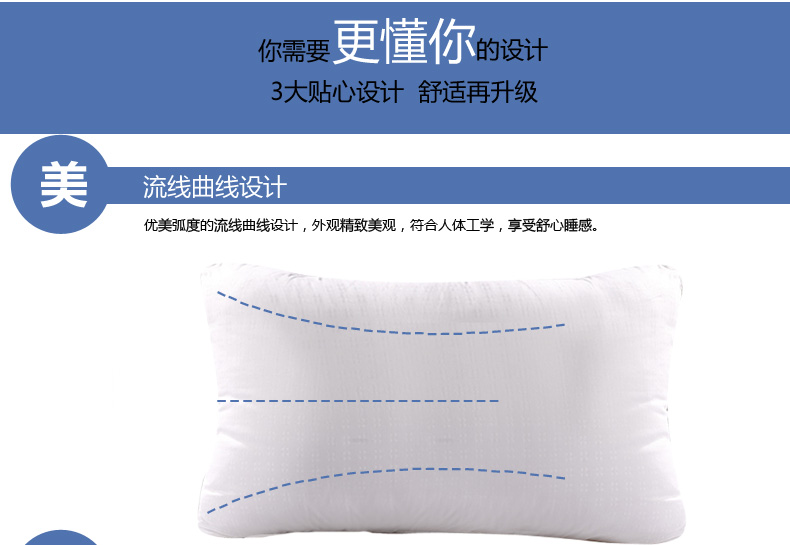 你需要更懂你的设计
3大贴心设计 舒适再升级
美
流线曲线设计
优美弧度的流线曲线设计，外观精致美观，符合人体工学，享受舒心睡感。